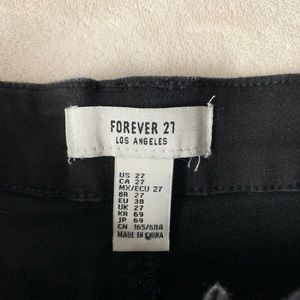 FOREVER 21
LOS ANGELES
US 27
CA 27
MX/ECU 27
BR 27
EU 38
UK 27
KR 69
JP 69
CN 165/68A
MADE IN CHINA